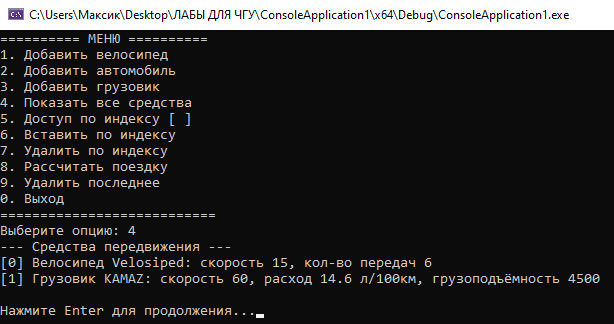 C:\Users\Максик\Desktop\ЛАБЫ ДЛЯ ЧГУ\ConsoleApplication1\x64\Debug\ConsoleApplication1.exe
========== МЕНЮ ==========
1. Добавить велосипед
2. Добавить автомобиль
3. Добавить грузовик
4. Показать все средства
5. Доступ по индексу [ ]
6. Вставить по индексу
7. Удалить по индексу
8. Рассчитать поездку
9. Удалить последнее
0. Выход
===========================
Выберите опцию: 4
--- Средства передвижения ---
[0] Велосипед Velosiped: скорость 15, кол-во передач 6
[1] Грузовик KAMAZ: скорость 60, расход 14.6 л/100км, грузоподъёмность 4500
Нажмите Enter для продолжения...